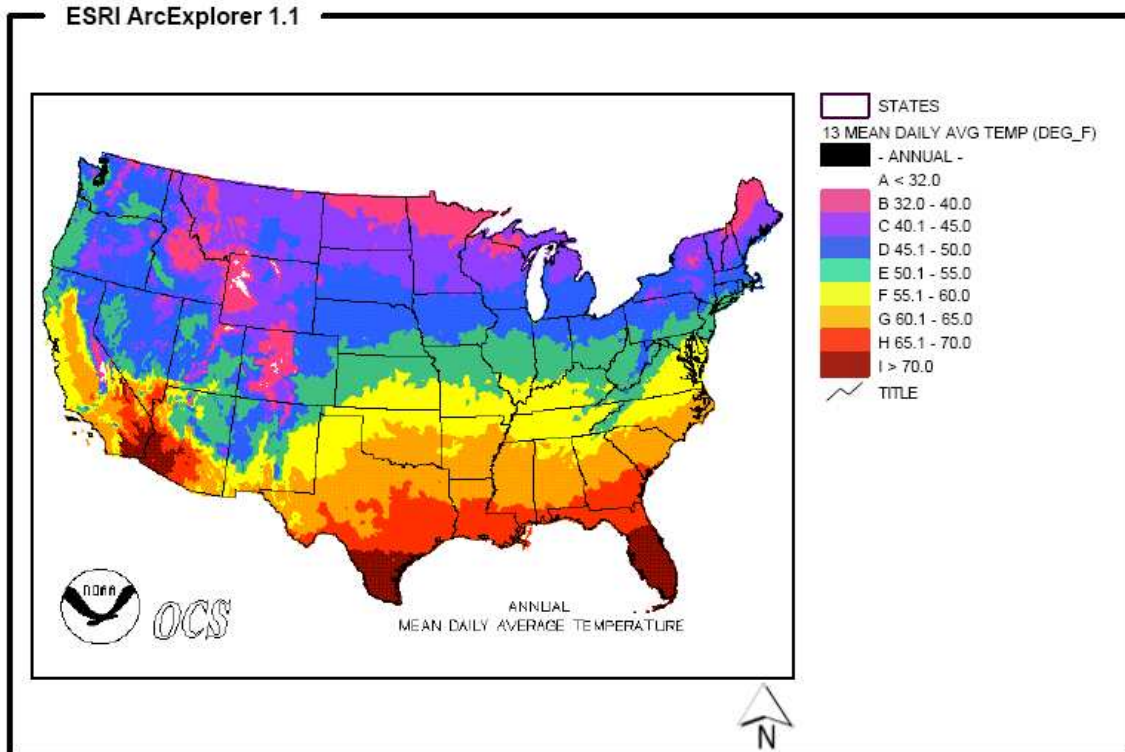 ESRI ArcExplorer 1.1
STATES
13 MEAN DAILY AVG TEMP (DEG_F)
- ANNUAL -
A < 32.0
B 32.0 - 40.0
C 40.1 - 45.0
D 45.1 - 50.0
E 50.1 - 55.0
F 55.1 - 60.0
G 60.1 - 65.0
H 65.1 - 70.0
I > 70.0
TITLE
NOAA
OCS
ANNUAL
MEAN DAILY AVERAGE TEMPERATURE
N